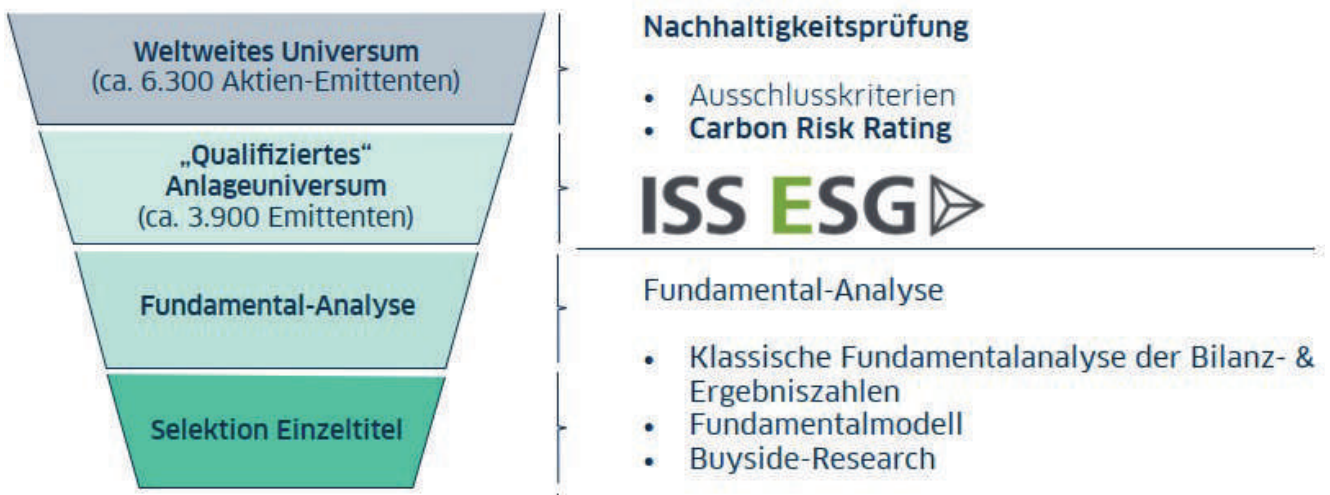 Weltweites Universum
(ca. 6.300 Aktien-Emittenten)
„Qualifiziertes“
Anlageuniversum
(ca. 3.900 Emittenten)
Fundamental-Analyse
Selektion Einzeltitel
Nachhaltigkeitsprüfung
• Ausschlusskriterien
• Carbon Risk Rating
ISS ESG
Fundamental-Analyse
• Klassische Fundamentalanalyse der Bilanz- &
Ergebniszahlen
• Fundamentalmodell
• Buyside-Research